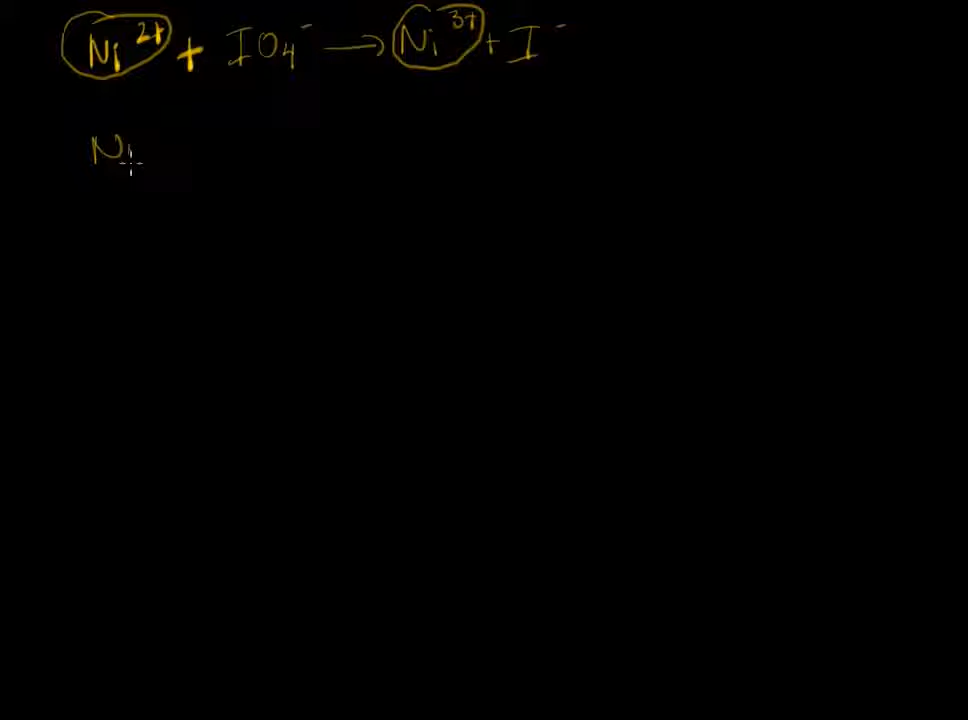 Ni²⁺ + IO₄⁻ → Ni³⁺ + I⁻
Ni